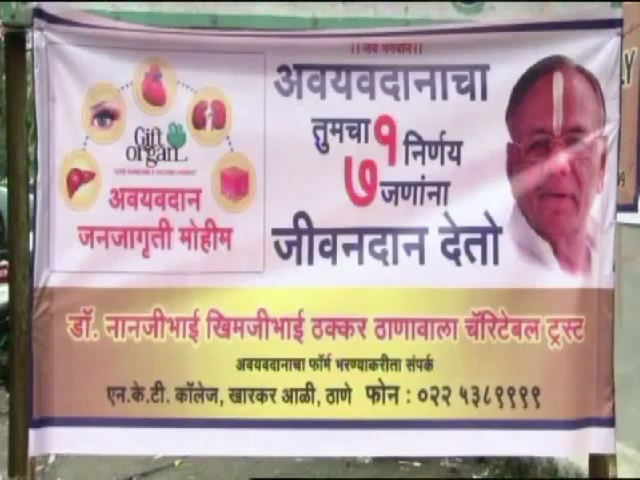 ।। जय भगवान।।
अवयवदानाचा
तुमचा १ निर्णय
७ जणांना
जीवनदान देतो
Gift
organ
अवयवदान
जनजागृती मोहीम
डॉ. नानजीभाई खिमजीभाई ठक्कर ठाणावाला चॅरिटेबल ट्रस्ट
अवयवदानाचा फॉर्म भरण्याकरीता संपर्क
एन.के.टी. कॉलेज, खारकर आळी, ठाणे फोन : ०२२ ५३८९९९९